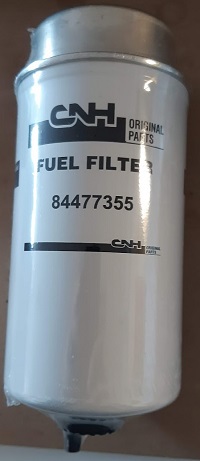 CNH ORIGINAL
PARTS
FUEL FILTER
84477355
CNH ORIGINAL
PARTS